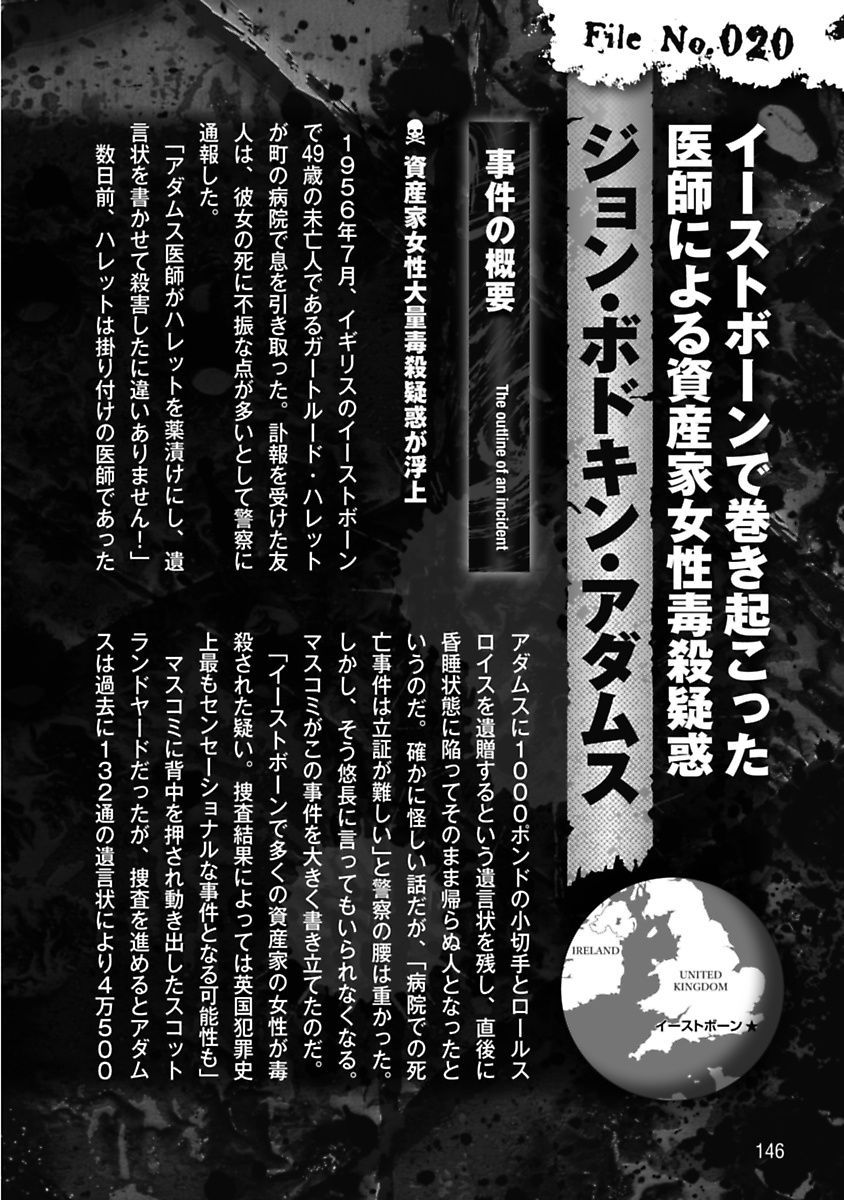 File No.020
イーストボーンで巻き起こった
医師による資産家女性毒殺疑惑
ジョン・ボドキン・アダムス
事件の概要
The outline of an incident
資産家女性大量毒殺疑惑が浮上
１９５６年７月、イギリスのイーストボーン
で49歳の未亡人であるガートルード・ハレット
が町の病院で息を引き取った。訃報を受けた友
人は、彼女の死に不振な点が多いとして警察に
通報した。
「アダムス医師がハレットを薬漬けにし、遺
言状を書かせて殺害したに違いありません！」
数日前、ハレットは掛り付けの医師であった
アダムスに１０００ポンドの小切手とロールス
ロイスを遺贈するという遺言状を残し、直後に
昏睡状態に陥ってそのまま帰らぬ人となったと
いうのだ。確かに怪しい話だが、「病院での死
亡事件は立証が難しい」と警察の腰は重かった。
しかし、そう悠長に言ってもいられなくなる。
マスコミがこの事件を大きく書き立てたのだ。
「イーストボーンで多くの資産家の女性が毒
殺された疑い。捜査結果によっては英国犯罪史
上最もセンセーショナルな事件となる可能性も」
マスコミに背中を押され動き出したスコット
ランドヤードだったが、捜査を進めるとアダム
スは過去に１３２通の遺言状により４万５００
IRELAND
UNITED
KINGDOM
イーストボーン★
146